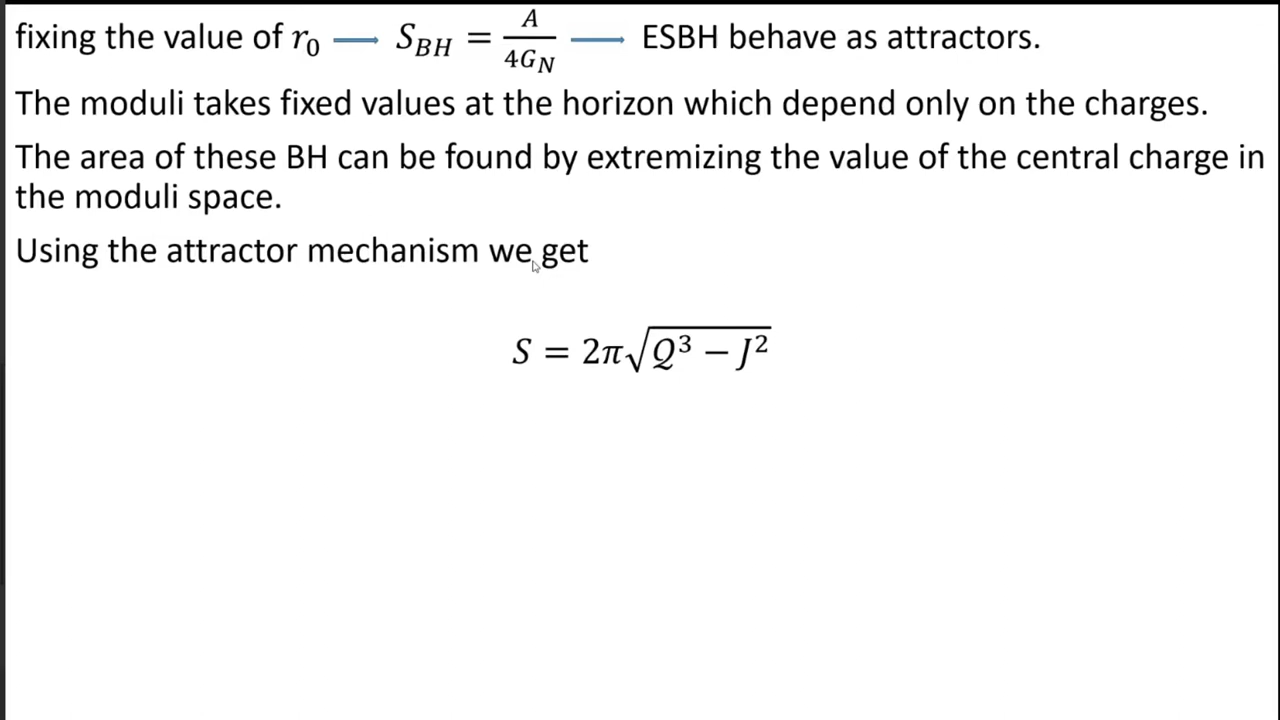 fixing the value of r₀ ⟶ S_BH = A/4G_N ⟶ ESBH behave as attractors.
The moduli takes fixed values at the horizon which depend only on the charges.
The area of these BH can be found by extremizing the value of the central charge in
the moduli space.
Using the attractor mechanism we get
S = 2π√(Q³ − J²)